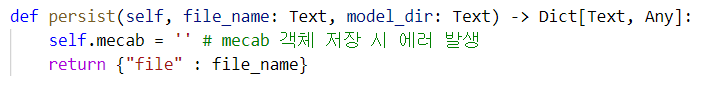 def persist(self, file_name: Text, model_dir: Text) -> Dict[Text, Any]:
    self.mecab = '' # mecab 객체 저장 시 에러 발생
    return {"file" : file_name}